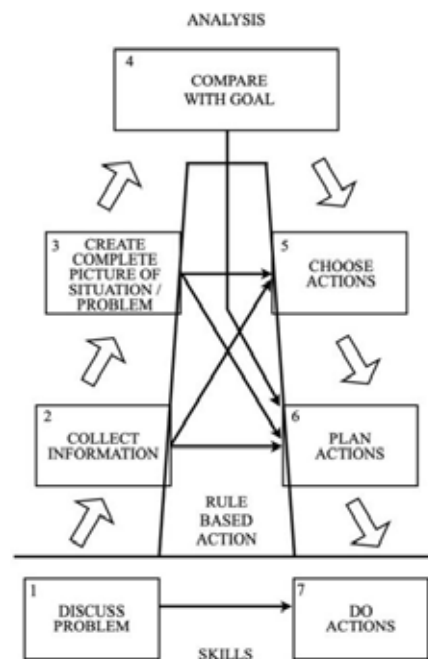 ANALYSIS
4
COMPARE
WITH GOAL
3
CREATE
COMPLETE
PICTURE OF
SITUATION /
PROBLEM
5
CHOOSE
ACTIONS
2
COLLECT
INFORMATION
6
PLAN
ACTIONS
RULE
BASED
ACTION
1
DISCUSS
PROBLEM
7
DO
ACTIONS
SKILLS